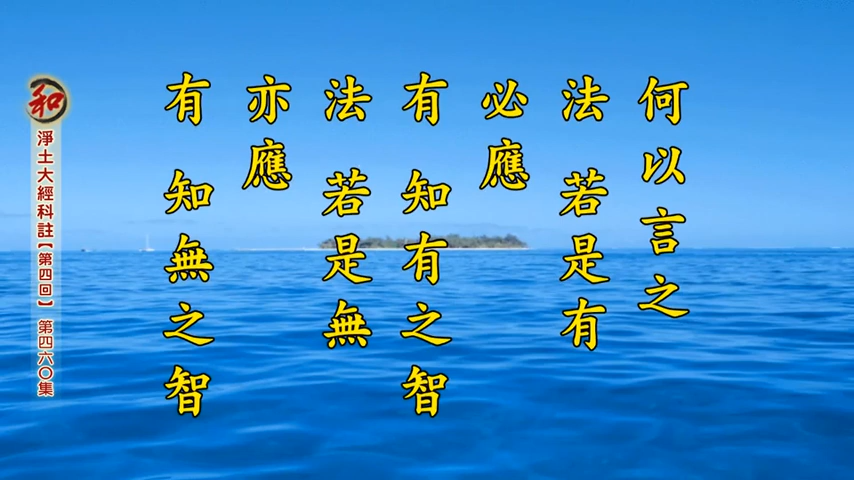 何以言之
法 若是有
必應
有 知有之智
法 若是無
亦應
有 知無之智
和
淨土大經科註【第四回】 第四六〇集